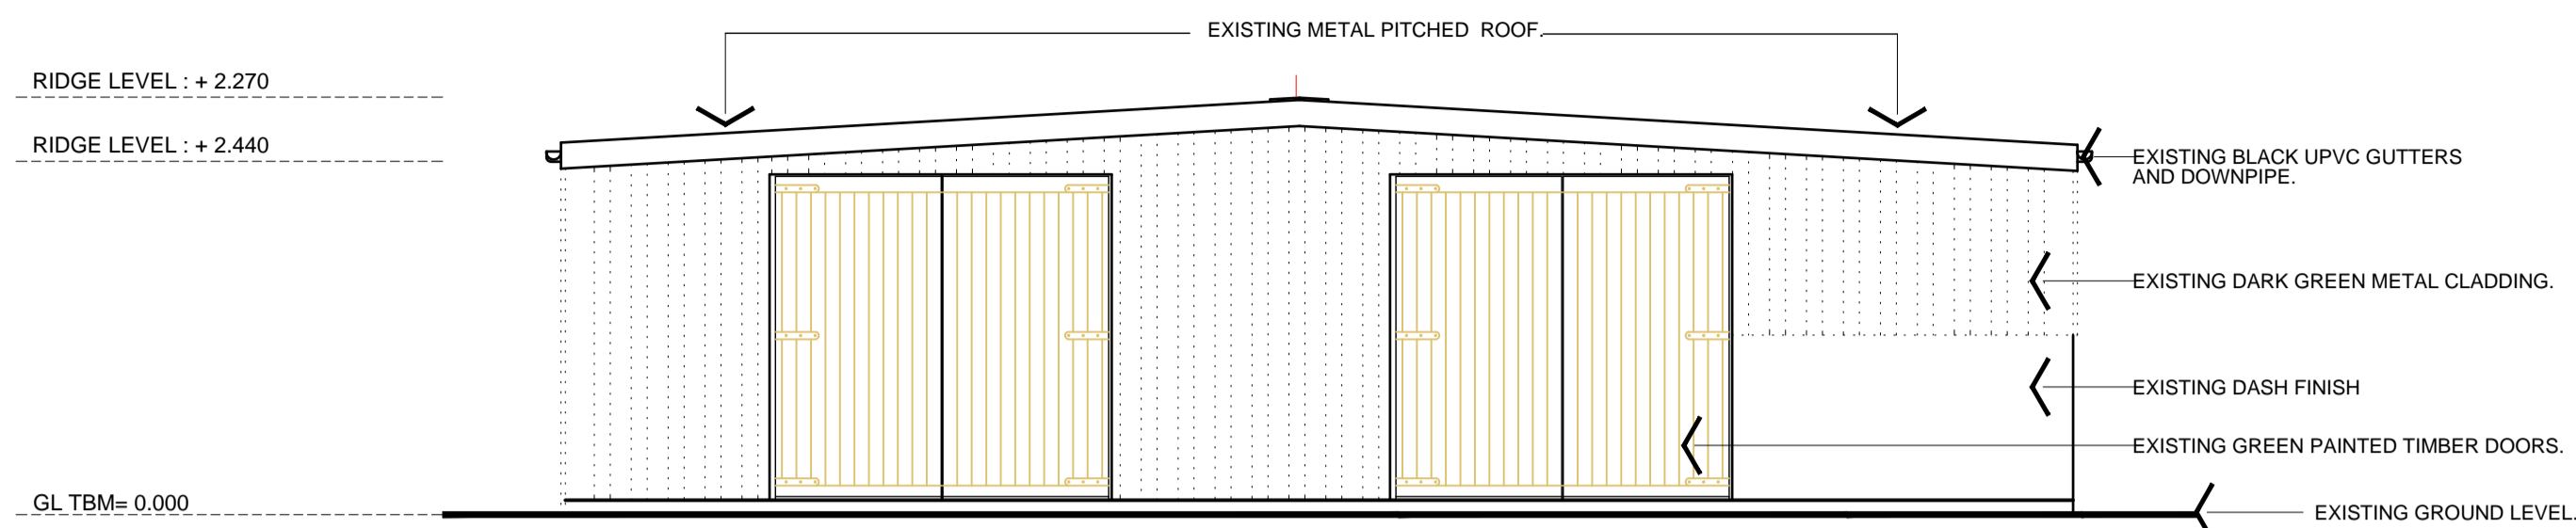 EXISTING METAL PITCHED ROOF.
RIDGE LEVEL : + 2.270
RIDGE LEVEL : + 2.440
EXISTING BLACK UPVC GUTTERS
AND DOWNPIPE.
EXISTING DARK GREEN METAL CLADDING.
EXISTING DASH FINISH
EXISTING GREEN PAINTED TIMBER DOORS.
GL TBM= 0.000
EXISTING GROUND LEVEL.